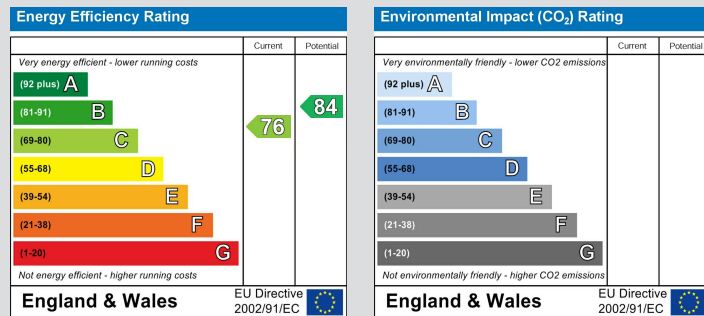 Energy Efficiency Rating
Current Potential
Very energy efficient - lower running costs
(92 plus) A
(81-91) B
(69-80) C
(55-68) D
(39-54) E
(21-38) F
(1-20) G
76
84
Not energy efficient - higher running costs
England & Wales
EU Directive
2002/91/EC
Environmental Impact (CO₂) Rating
Current Potential
Very environmentally friendly - lower CO2 emissions
(92 plus) A
(81-91) B
(69-80) C
(55-68) D
(39-54) E
(21-38) F
(1-20) G
Not environmentally friendly - higher CO2 emissions
England & Wales
EU Directive
2002/91/EC